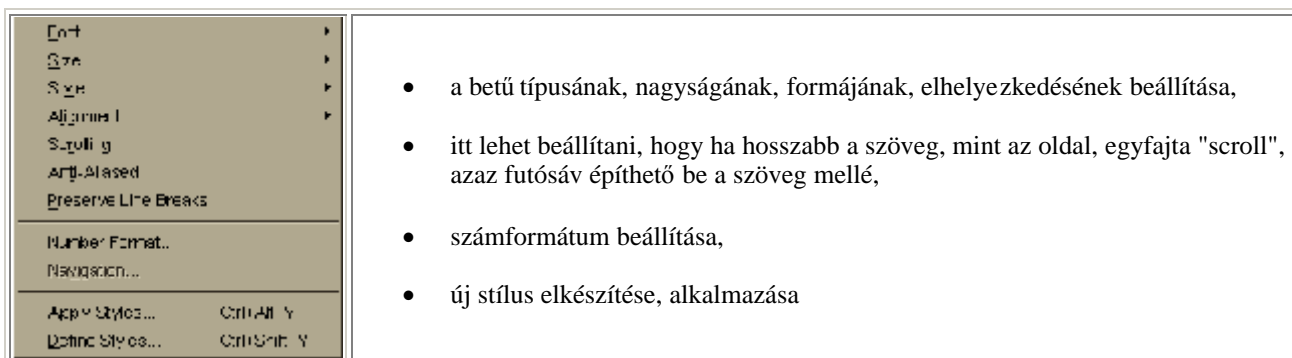 Font
Size
Style
Alignment
Scrolling
Anti-Aliased
Preserve Line Breaks
Number Format...
Navigation...
Apply Styles... Ctrl+Alt+Y
Define Styles... Ctrl+Shift+Y
• a betű típusának, nagyságának, formájának, elhelyezkedésének beállítása,
• itt lehet beállítani, hogy ha hosszabb a szöveg, mint az oldal, egyfajta "scroll",
azaz futósáv építhető be a szöveg mellé,
• számformátum beállítása,
• új stílus elkészítése, alkalmazása